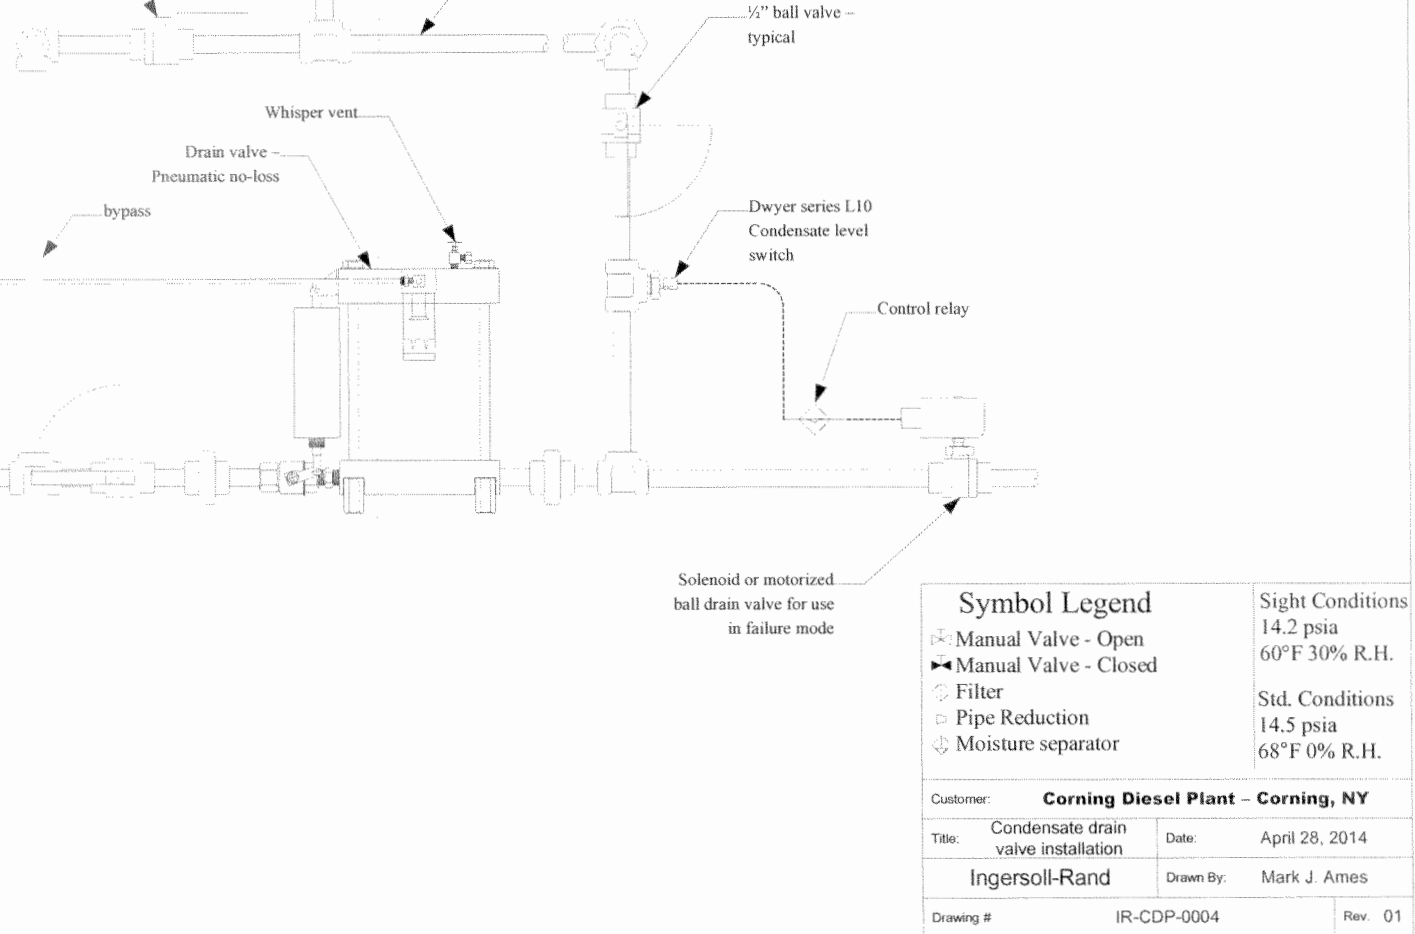 ½” ball valve –
typical
Whisper vent
Drain valve –
Pneumatic no-loss
bypass
Dwyer series L10
Condensate level
switch
Control relay
Solenoid or motorized
ball drain valve for use
in failure mode
Symbol Legend
Manual Valve - Open
Manual Valve - Closed
Filter
Pipe Reduction
Moisture separator
Sight Conditions
14.2 psia
60°F 30% R.H.
Std. Conditions
14.5 psia
68°F 0% R.H.
Customer: Corning Diesel Plant – Corning, NY
Title: Condensate drain
valve installation
Date: April 28, 2014
Ingersoll-Rand
Drawn By: Mark J. Ames
Drawing # IR-CDP-0004
Rev. 01